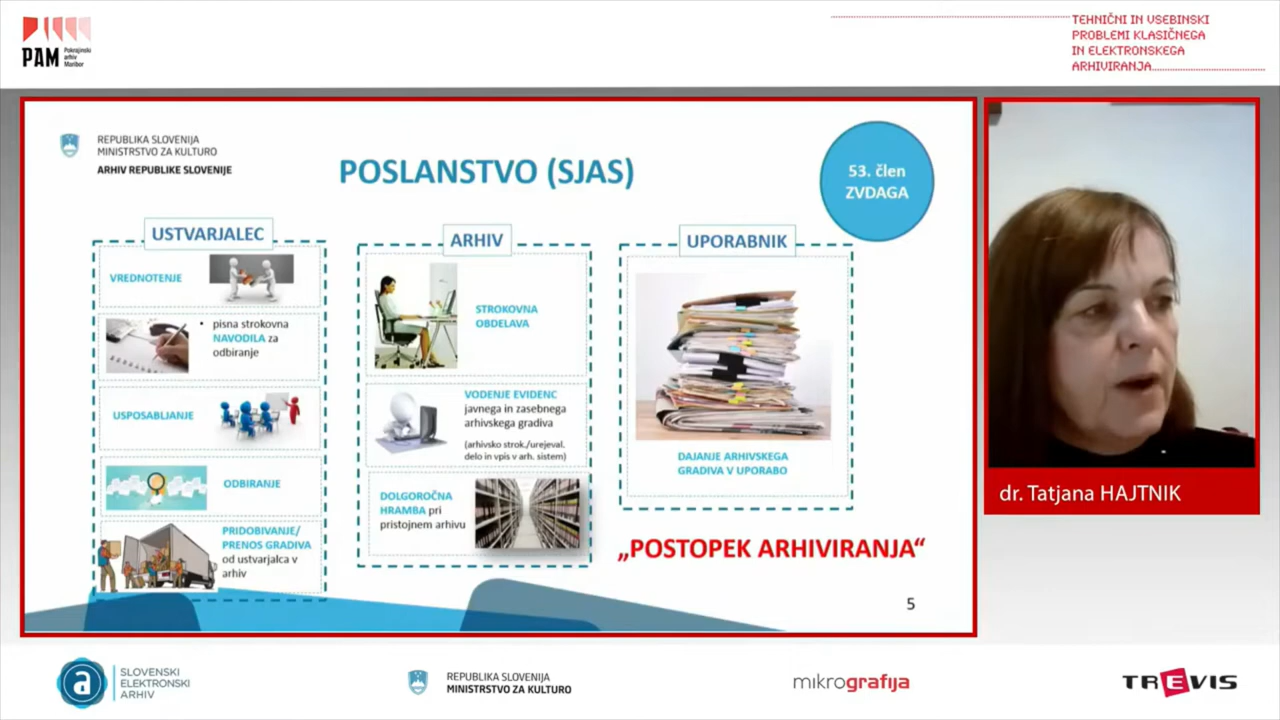 PAM
Pokrajinski
arhiv
Maribor
TEHNIČNI IN VSEBINSKI
PROBLEMI KLASIČNEGA
IN ELEKTRONSKEGA
ARHIVIRANJA
REPUBLIKA SLOVENIJA
MINISTRSTVO ZA KULTURO
ARHIV REPUBLIKE SLOVENIJE
POSLANSTVO (SJAS)
53. člen
ZVDAGA
USTVARJALEC
VREDNOTENJE
• pisna strokovna
NAVODILA za
odbiranje
USPOSABLJANJE
ODBIRANJE
PRIDOBIVANJE/
PRENOS GRADIVA
od ustvarjalca v
arhiv
ARHIV
STROKOVNA
OBDELAVA
VODENJE EVIDENC
javnega in zasebnega
arhivskega gradiva
(arhivsko strok./urejeval.
delo in vpis v arh. sistem)
DOLGOROČNA
HRAMBA pri
pristojnem arhivu
UPORABNIK
DAJANJE ARHIVSKEGA
GRADIVA V UPORABO
„POSTOPEK ARHIVIRANJA“
5
dr. Tatjana HAJTNIK
a
SLOVENSKI
ELEKTRONSKI
ARHIV
REPUBLIKA SLOVENIJA
MINISTRSTVO ZA KULTURO
mikrografija
TREVIS